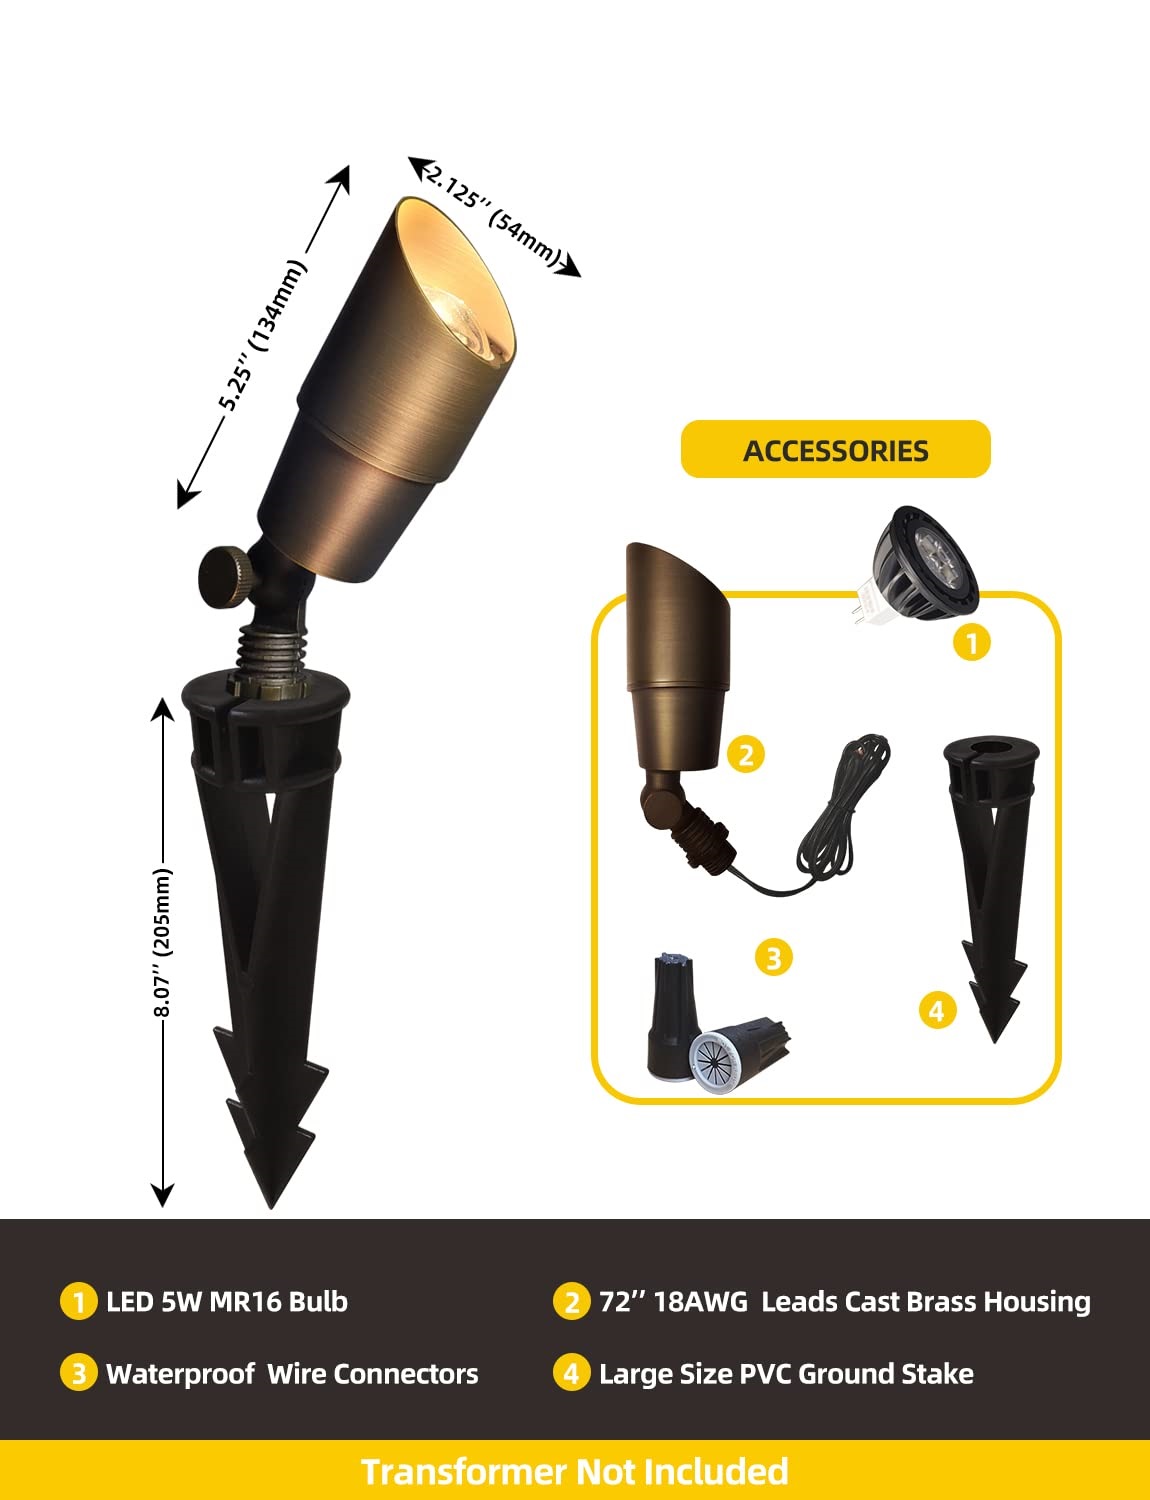 2.125'' (54mm)
5.25'' (134mm)
ACCESSORIES
1
2
8.07'' (205mm)
3
4
1 LED 5W MR16 Bulb
2 72'' 18AWG Leads Cast Brass Housing
3 Waterproof Wire Connectors
4 Large Size PVC Ground Stake
Transformer Not Included